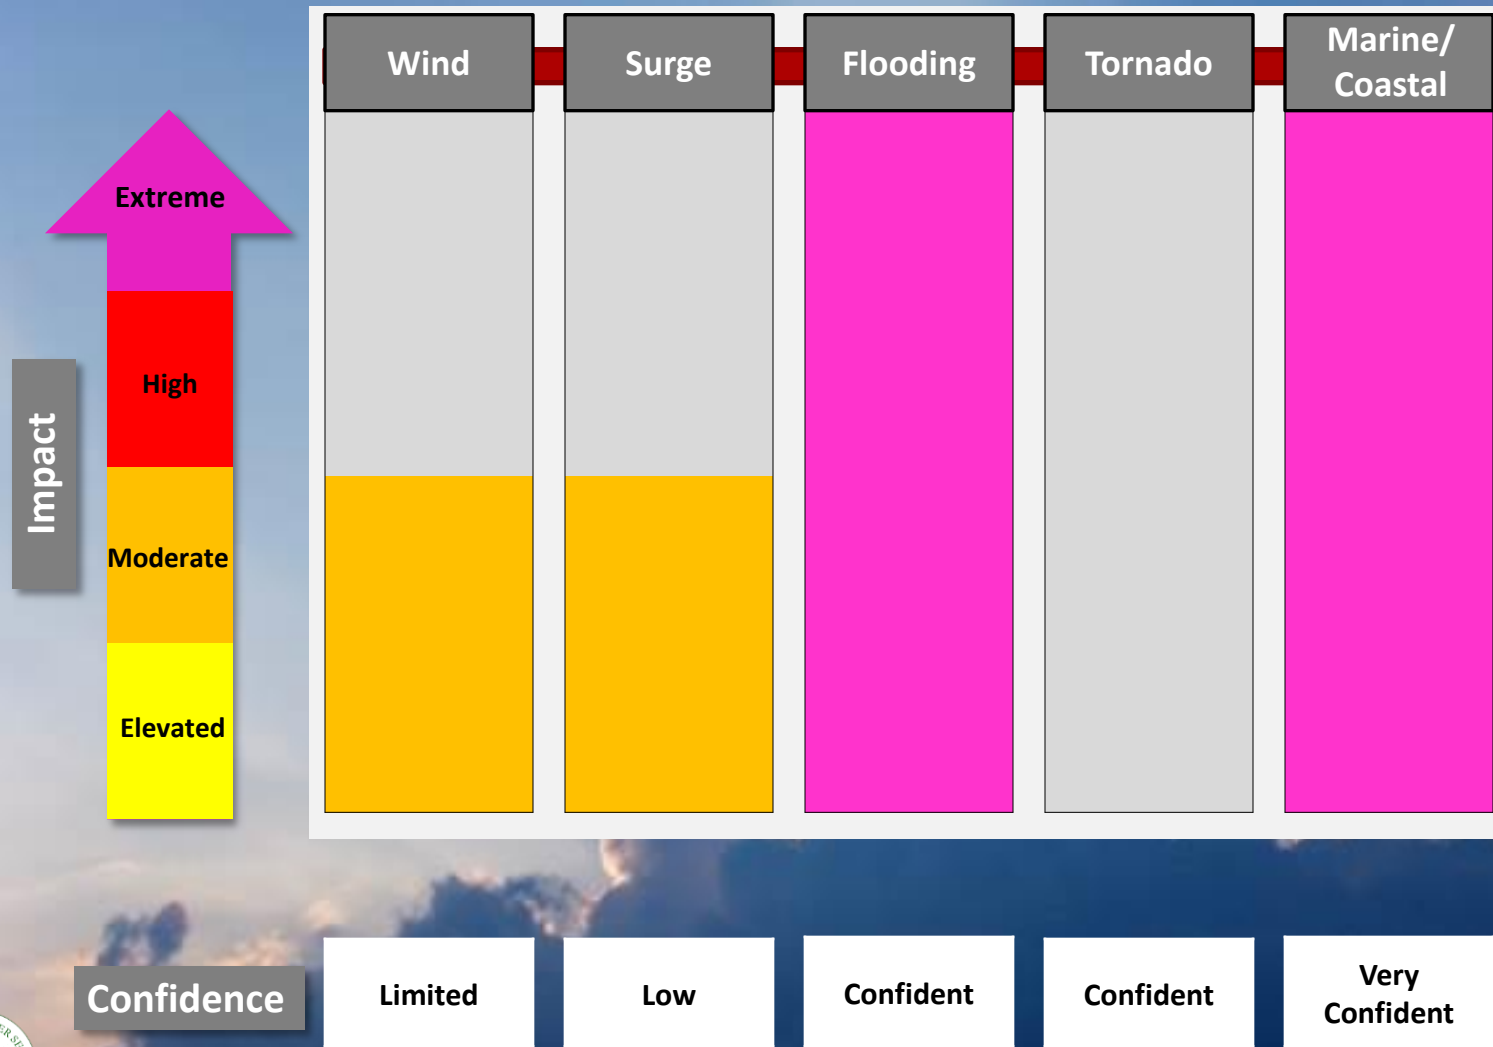 Wind
Surge
Flooding
Tornado
Marine/
Coastal
Extreme
High
Moderate
Elevated
Impact
Confidence
Limited
Low
Confident
Confident
Very
Confident